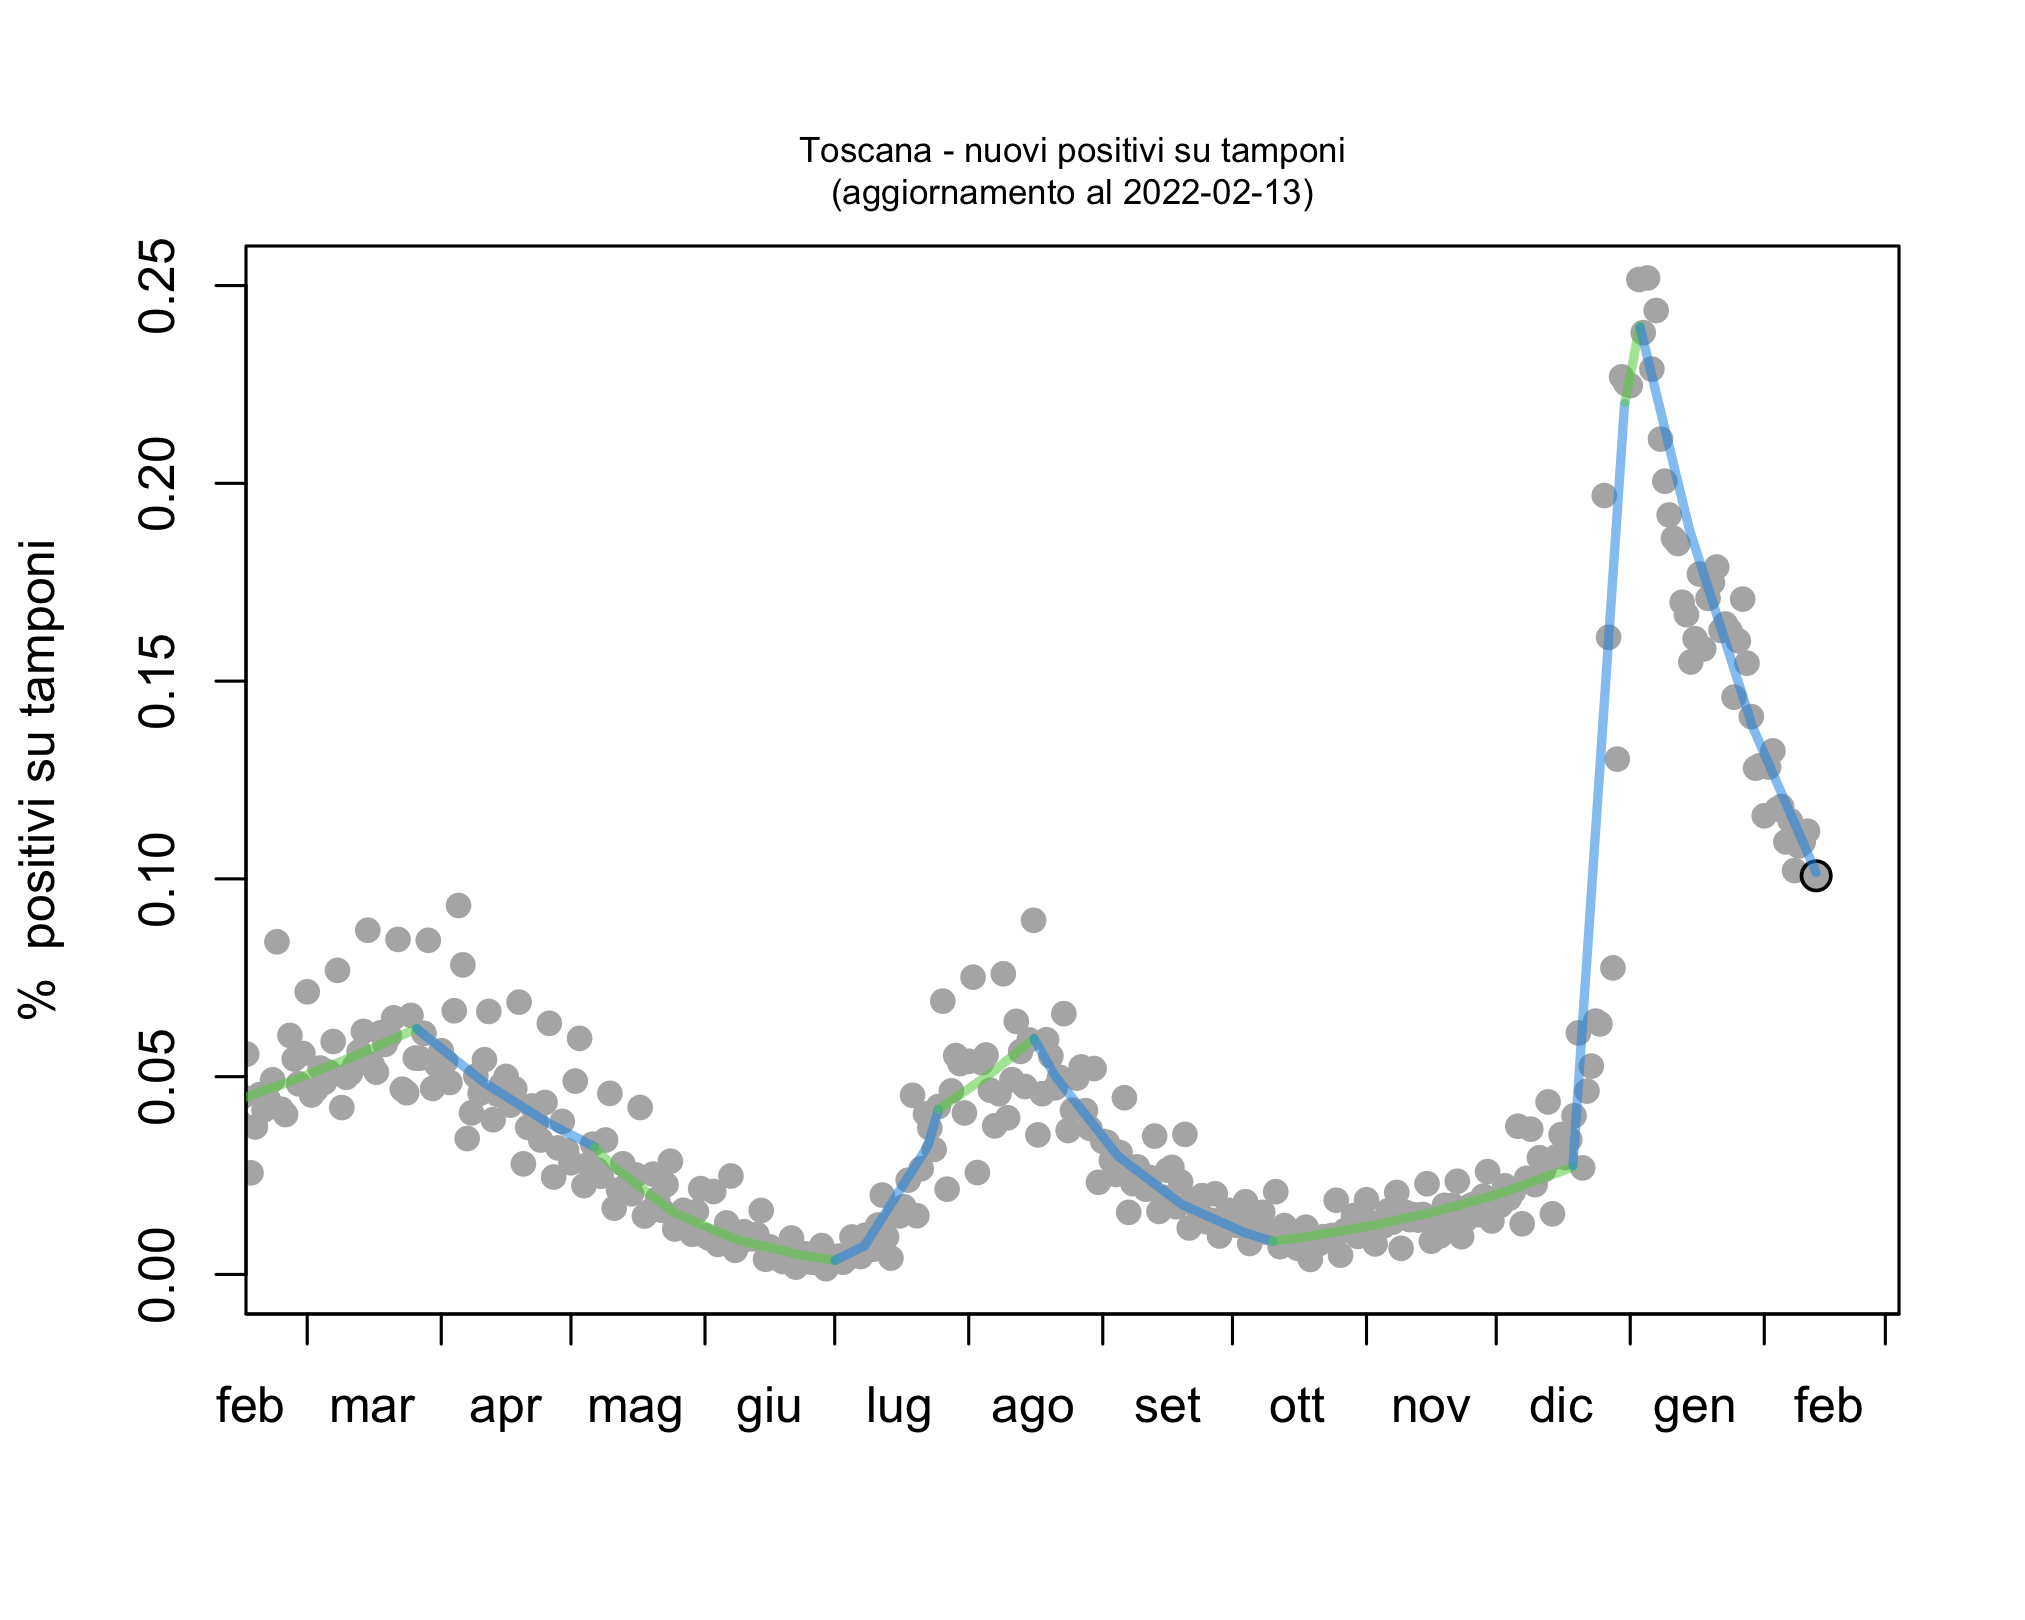 Toscana - nuovi positivi su tamponi
(aggiornamento al 2022-02-13)
% positivi su tamponi
0.25
0.20
0.15
0.10
0.05
0.00
feb mar apr mag giu lug ago set ott nov dic gen feb